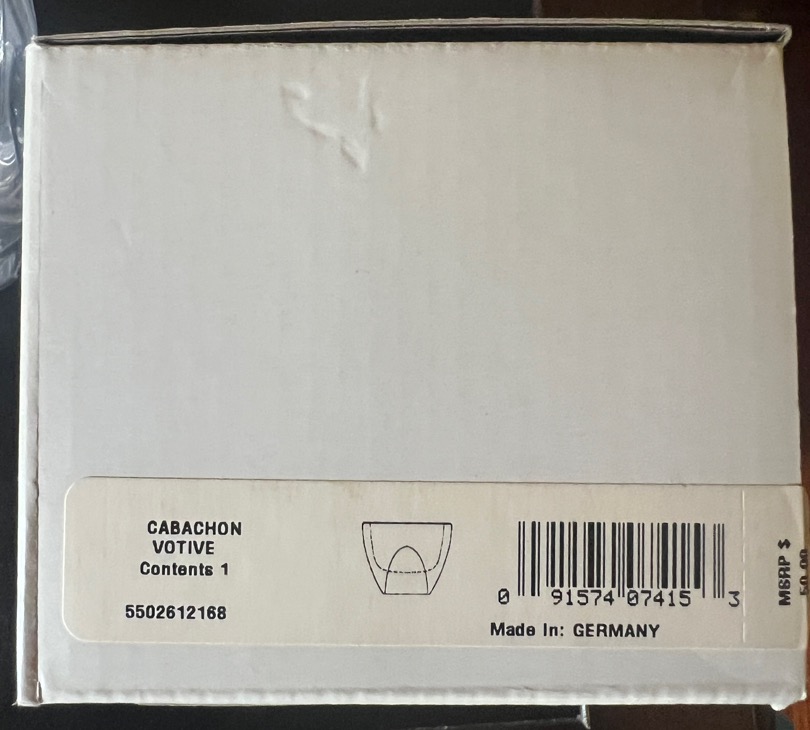 CABACHON
VOTIVE
Contents 1
5502612168
0 91574 07415 3
Made In: GERMANY
MSRP $
50.00